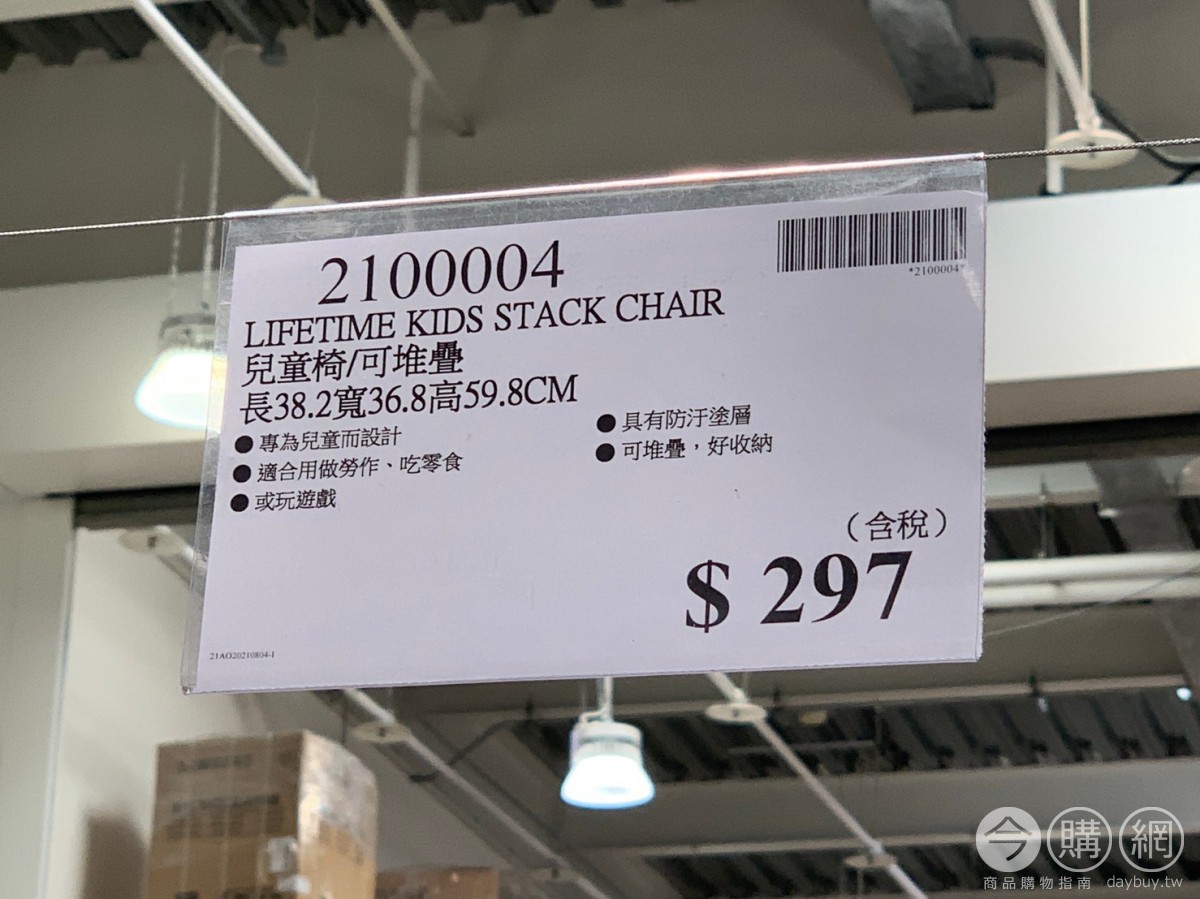 2100004
*2100004*
LIFETIME KIDS STACK CHAIR
兒童椅/可堆疊
長38.2寬36.8高59.8CM
●專為兒童而設計
●適合用做勞作、吃零食
●或玩遊戲
●具有防汙塗層
●可堆疊，好收納
（含稅）
$ 297
21AO20210804-1
今購網
商品購物指南 daybuy.tw